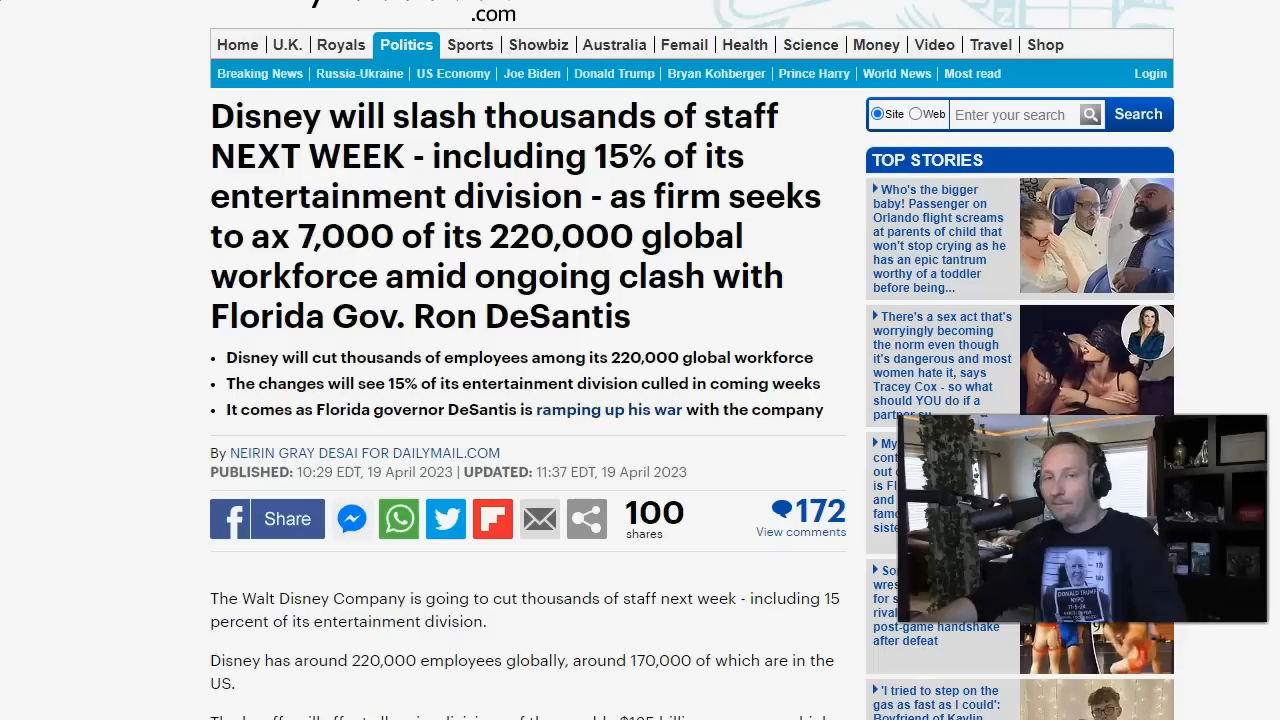 .com
Home U.K. Royals Politics Sports Showbiz Australia Femail Health Science Money Video Travel Shop
Breaking News Russia-Ukraine US Economy Joe Biden Donald Trump Bryan Kohberger Prince Harry World News Most read Login
Disney will slash thousands of staff
NEXT WEEK - including 15% of its
entertainment division - as firm seeks
to ax 7,000 of its 220,000 global
workforce amid ongoing clash with
Florida Gov. Ron DeSantis
• Disney will cut thousands of employees among its 220,000 global workforce
• The changes will see 15% of its entertainment division culled in coming weeks
• It comes as Florida governor DeSantis is ramping up his war with the company
By NEIRIN GRAY DESAI FOR DAILYMAIL.COM
PUBLISHED: 10:29 EDT, 19 April 2023 | UPDATED: 11:37 EDT, 19 April 2023
Share
100
shares
172
View comments
The Walt Disney Company is going to cut thousands of staff next week - including 15
percent of its entertainment division.
Disney has around 220,000 employees globally, around 170,000 of which are in the
US.
Site Web Enter your search Search
TOP STORIES
Who's the bigger
baby! Passenger on
Orlando flight screams
at parents of child that
won't stop crying as he
has an epic tantrum
worthy of a toddler
before being...
There's a sex act that's
worryingly becoming
the norm even though
it's dangerous and most
women hate it, says
Tracey Cox - so what
should YOU do if a
My
cont
out
is Fl
and
famo
siste
So
wres
for s
rival
post-game handshake
after defeat
'I tried to step on the
gas as fast as I could':
Boyfriend of Kaylin
DONALD TRUMP
NYPD